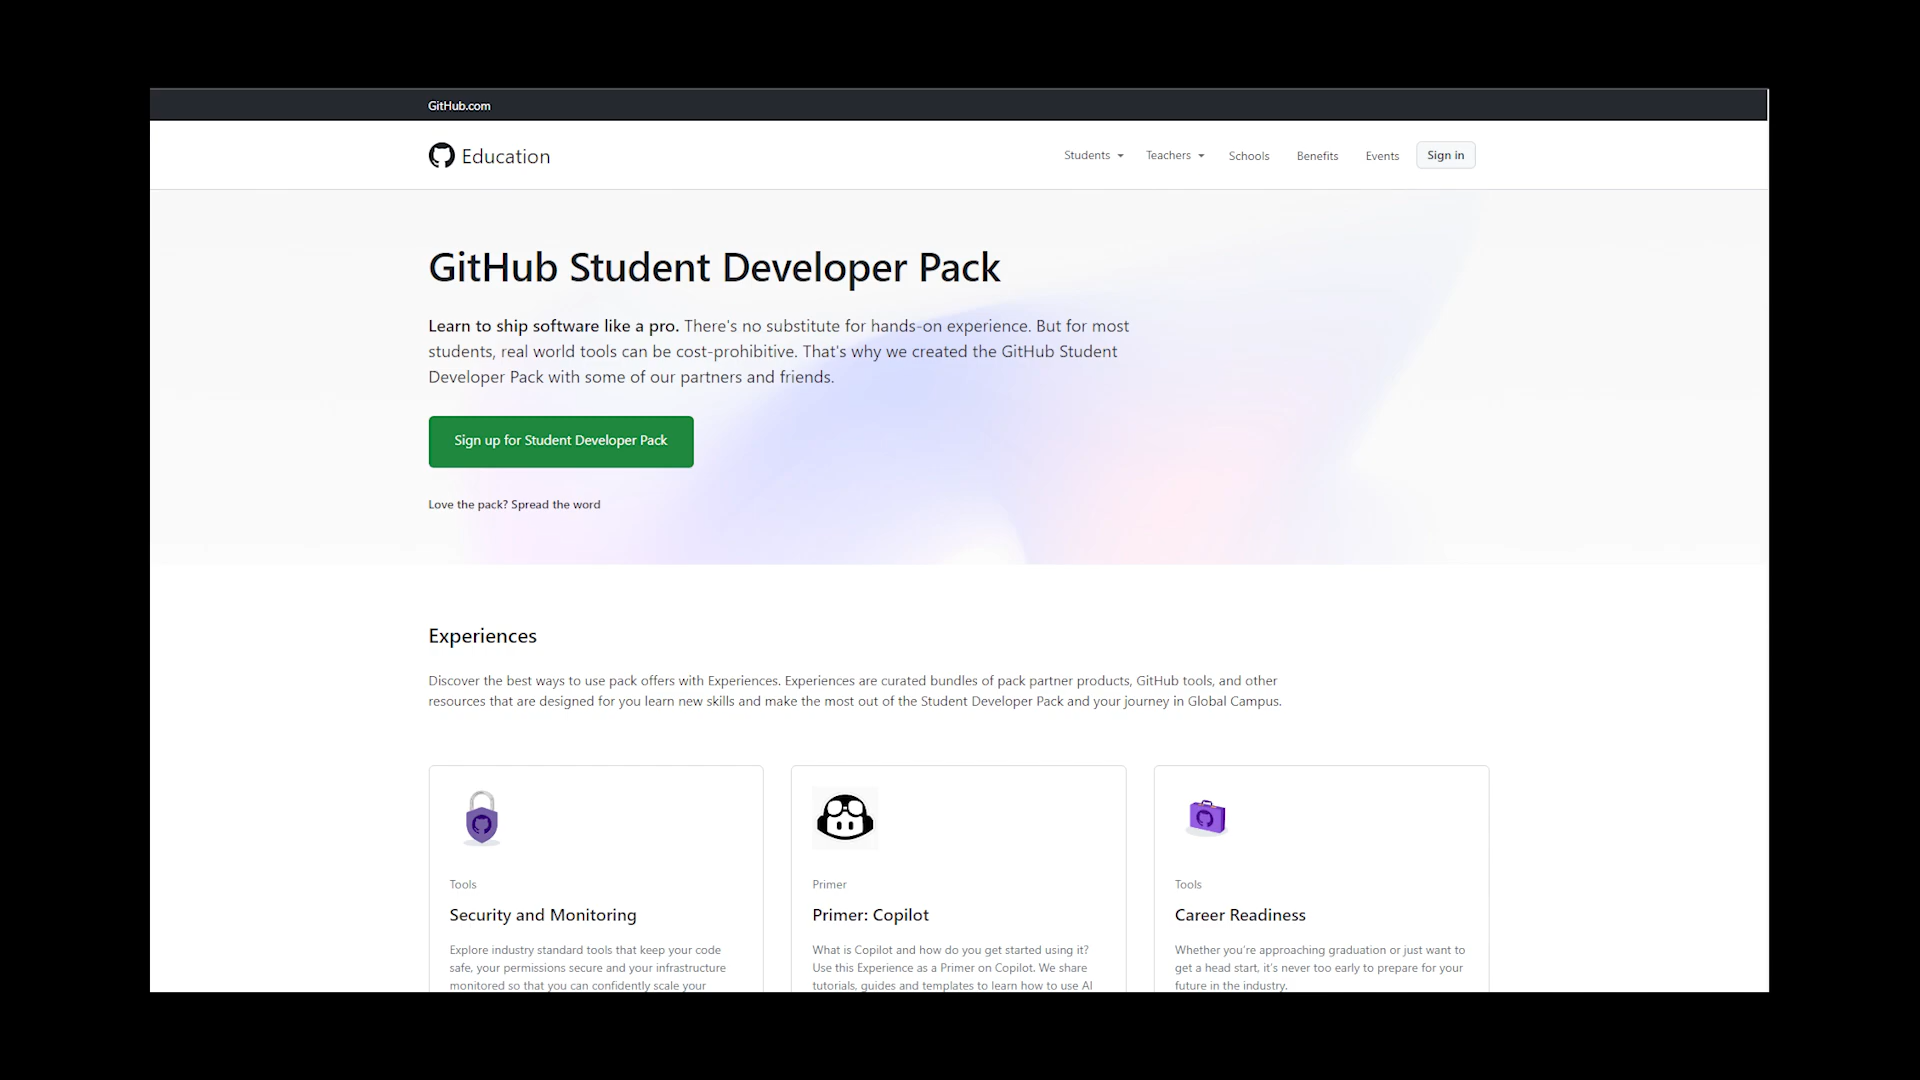 GitHub.com
Education
Students
Teachers
Schools
Benefits
Events
Sign in
GitHub Student Developer Pack
Learn to ship software like a pro. There's no substitute for hands-on experience. But for most
students, real world tools can be cost-prohibitive. That's why we created the GitHub Student
Developer Pack with some of our partners and friends.
Sign up for Student Developer Pack
Love the pack? Spread the word
Experiences
Discover the best ways to use pack offers with Experiences. Experiences are curated bundles of pack partner products, GitHub tools, and other
resources that are designed for you learn new skills and make the most out of the Student Developer Pack and your journey in Global Campus.
Tools
Security and Monitoring
Explore industry standard tools that keep your code
safe, your permissions secure and your infrastructure
monitored so that you can confidently scale your
Primer
Primer: Copilot
What is Copilot and how do you get started using it?
Use this Experience as a Primer on Copilot. We share
tutorials, guides and templates to learn how to use AI
Tools
Career Readiness
Whether you're approaching graduation or just want to
get a head start, it's never too early to prepare for your
future in the industry.